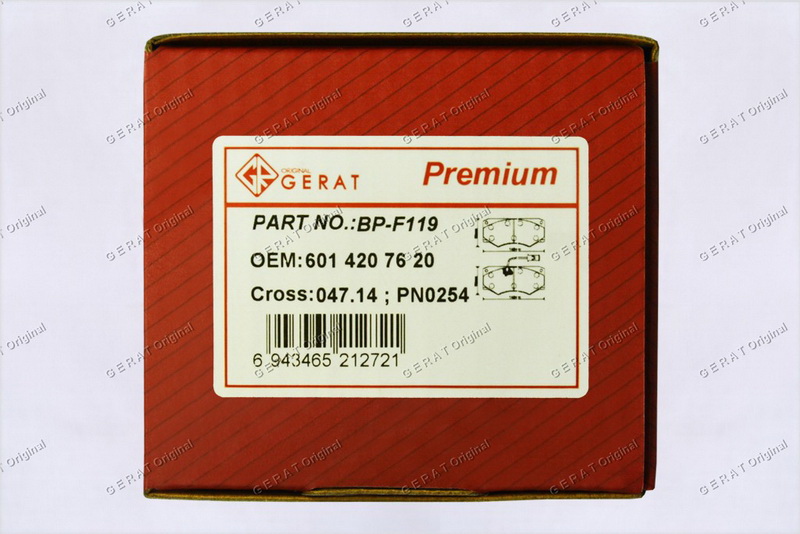 ORIGINAL
GERAT
Premium
PART NO.:BP-F119
OEM:601 420 76 20
Cross:047.14 ; PN0254
6 943465 212721
GERAT Original